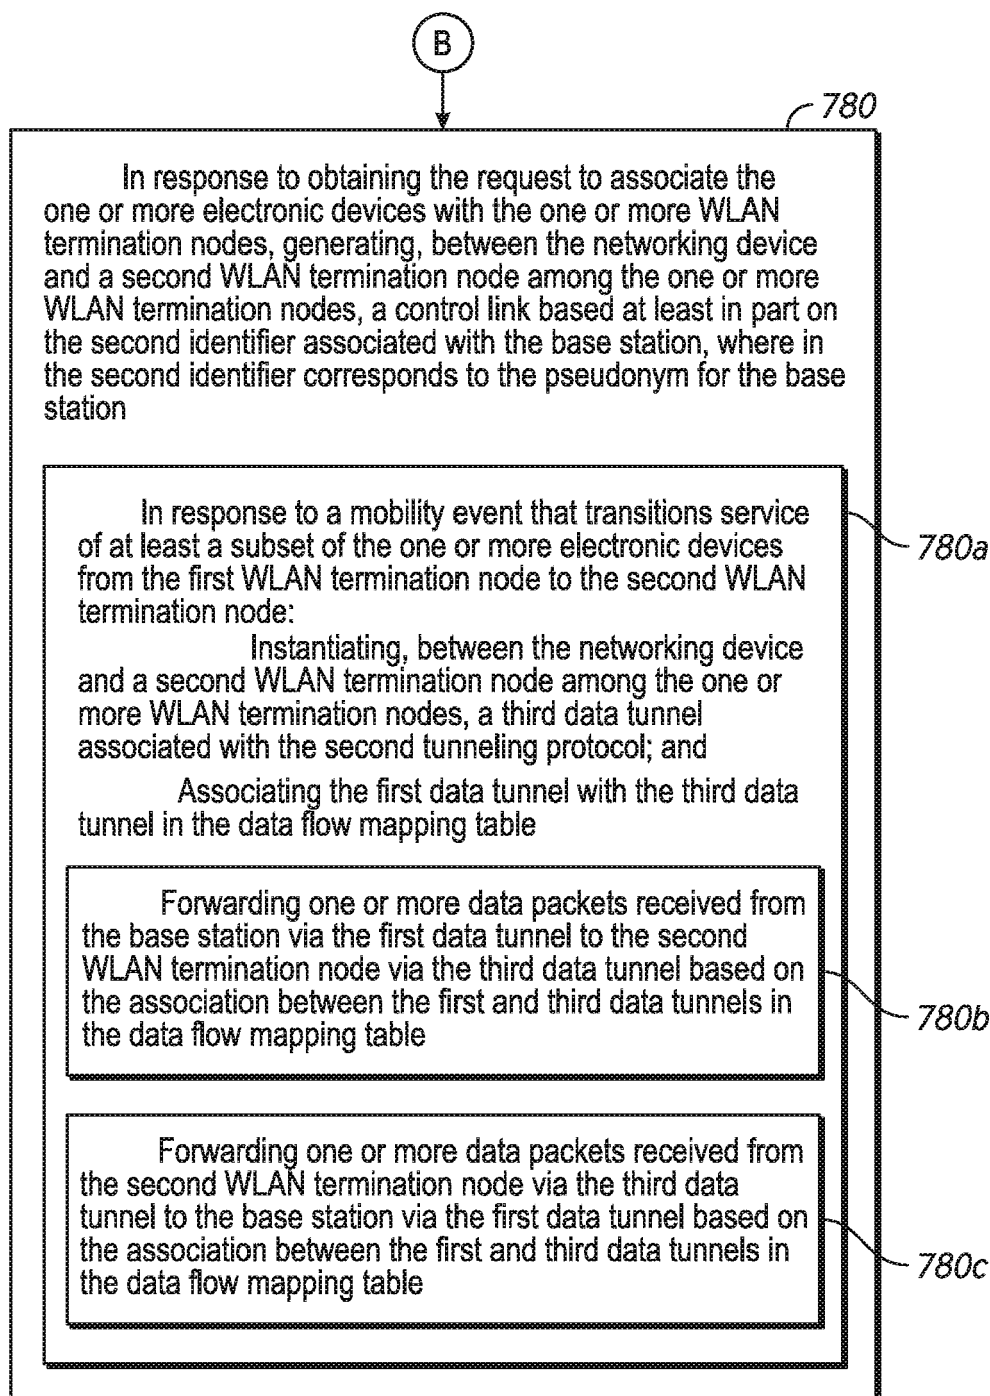 B
780
In response to obtaining the request to associate the
one or more electronic devices with the one or more WLAN
termination nodes, generating, between the networking device
and a second WLAN termination node among the one or more
WLAN termination nodes, a control link based at least in part on
the second identifier associated with the base station, where in
the second identifier corresponds to the pseudonym for the base
station
In response to a mobility event that transitions service
of at least a subset of the one or more electronic devices
from the first WLAN termination node to the second WLAN
termination node:
780a
Instantiating, between the networking device
and a second WLAN termination node among the one or
more WLAN termination nodes, a third data tunnel
associated with the second tunneling protocol; and
Associating the first data tunnel with the third data
tunnel in the data flow mapping table
Forwarding one or more data packets received from
the base station via the first data tunnel to the second
WLAN termination node via the third data tunnel based on
the association between the first and third data tunnels in
the data flow mapping table
780b
Forwarding one or more data packets received from
the second WLAN termination node via the third data
tunnel to the base station via the first data tunnel based on
the association between the first and third data tunnels in
the data flow mapping table
780c